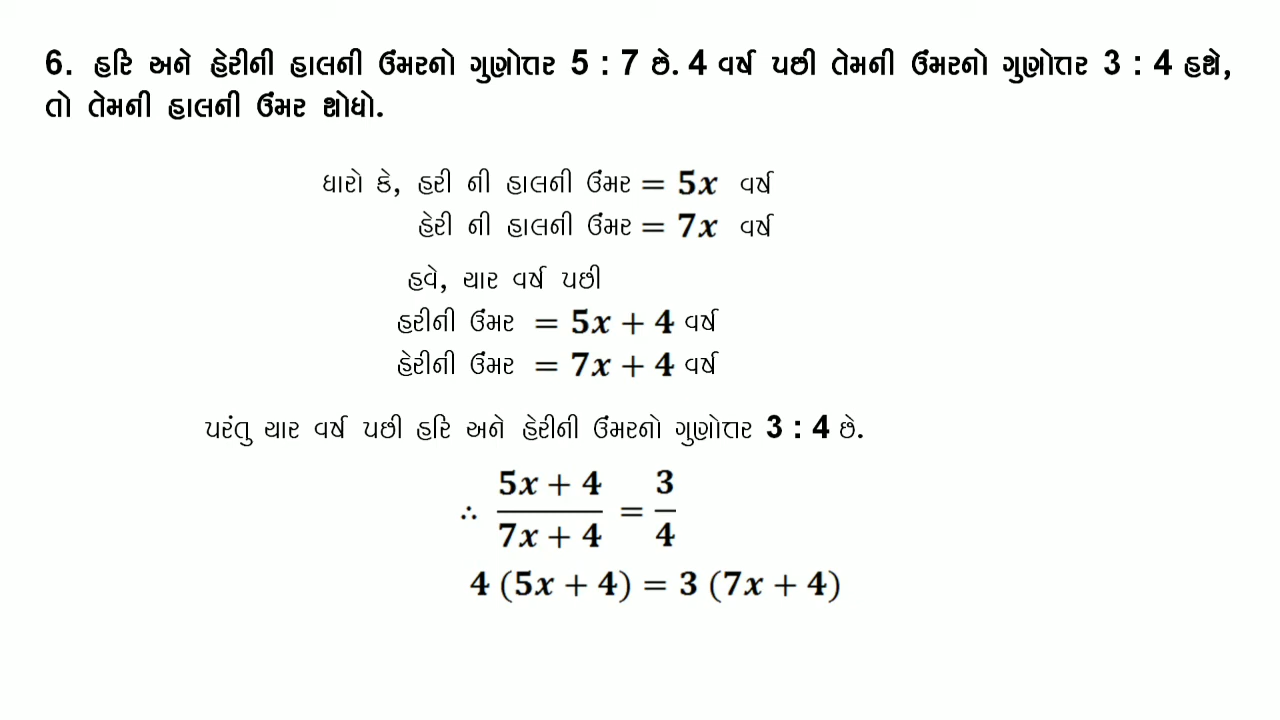 6. હરિ અને હેરીની હાલની ઉંમરનો ગુણોત્તર 5 : 7 છે. 4 વર્ષ પછી તેમની ઉંમરનો ગુણોત્તર 3 : 4 હશે,
તો તેમની હાલની ઉંમર શોધો.
ધારો કે, હરી ની હાલની ઉંમર = 5x વર્ષ
હેરી ની હાલની ઉંમર = 7x વર્ષ
હવે, ચાર વર્ષ પછી
હરીની ઉંમર = 5x + 4 વર્ષ
હેરીની ઉંમર = 7x + 4 વર્ષ
પરંતુ ચાર વર્ષ પછી હરિ અને હેરીની ઉંમરનો ગુણોત્તર 3 : 4 છે.
∴ (5x + 4)/(7x + 4) = 3/4
4 (5x + 4) = 3 (7x + 4)